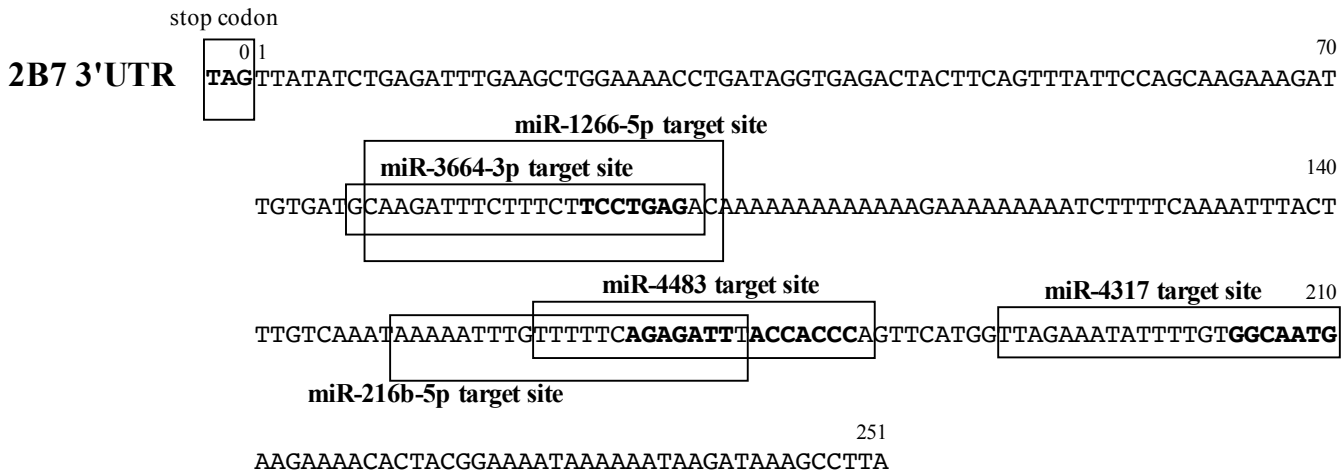 stop codon
0 1 70
2B7 3'UTR TAGTTATATCTGAGATTTGAAGCTGGAAAACCTGATAGGTGAGACTACTTCAGTTTATTCCAGCAAGAAAGAT
miR-1266-5p target site
miR-3664-3p target site 140
TGTGATGCAAGATTTCTTTCTTCCTGAGACAAAAAAAAAAAAGAAAAAAAAATCTTTTCAAAATTTACT
miR-4483 target site miR-4317 target site 210
TTGTCAAATAAAAATTTGTTTTTCAGAGATTTACCACCCAGTTCATGGTTAGAAATATTTTGTGGCAATG
miR-216b-5p target site
251
AAGAAAACACTACGGAAAATAAAAAATAAGATAAAGCCTTA